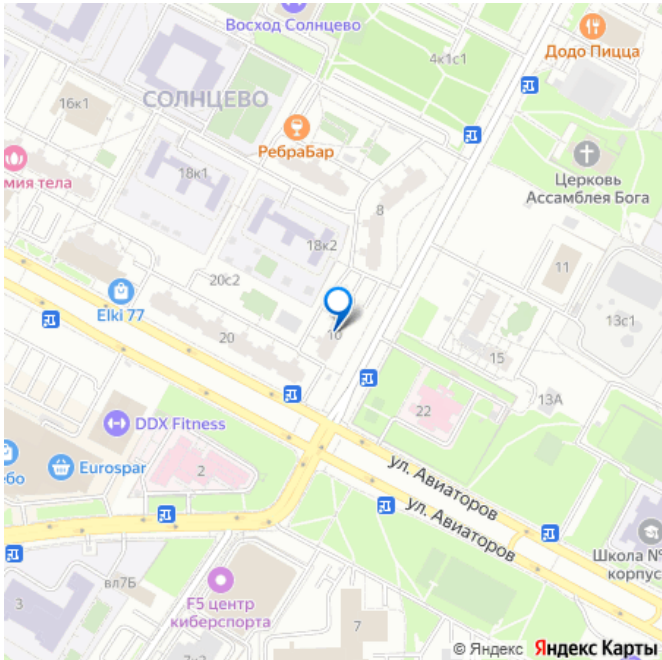 Восход Солнцево
Додо Пицца
4к1с1
16к1
СОЛНЦЕВО
РебраБар
мия тела
18к1
Церковь
Ассамблея Бога
8
18к2
11
20с2
Elki 77
13с1
20
10
15
13А
22
DDX Fitness
ебо
Eurospar
2
ул. Авиаторов
ул. Авиаторов
Школа №
корпус
вл7Б
3
F5 центр
киберспорта
7
7к2
© Яндекс Яндекс Карты